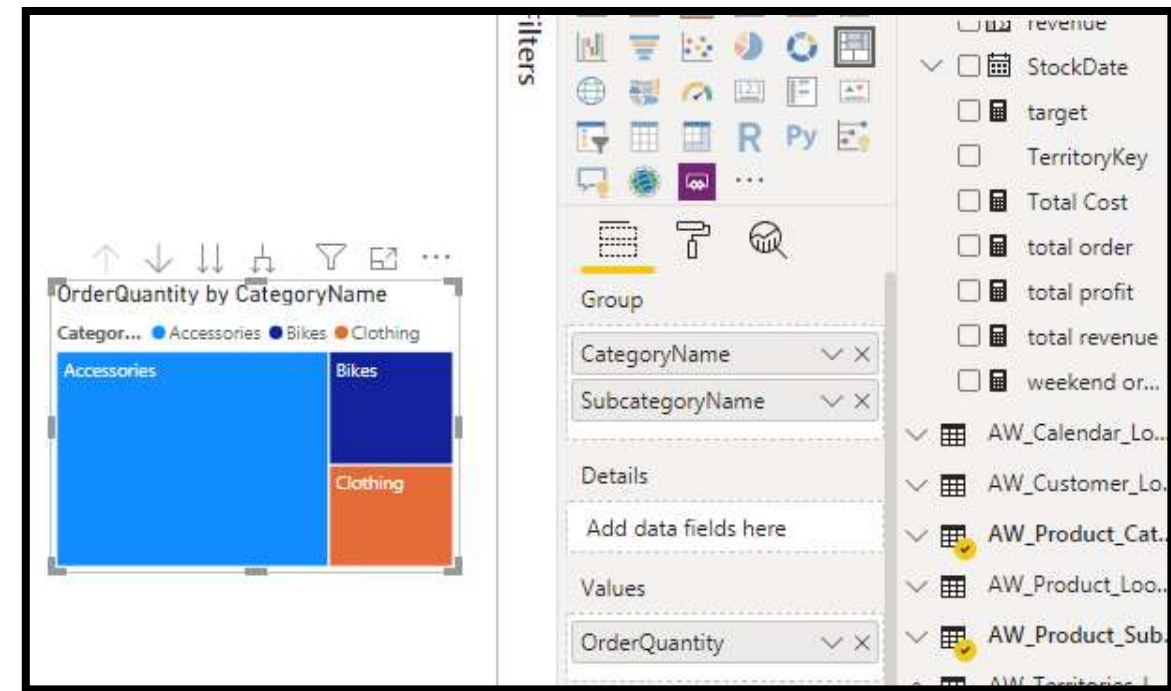 Filters
OrderQuantity by CategoryName
Categor... Accessories Bikes Clothing
Accessories
Bikes
Clothing
123
R Py
Group
CategoryName
SubcategoryName
Details
Add data fields here
Values
OrderQuantity
revenue
StockDate
target
TerritoryKey
Total Cost
total order
total profit
total revenue
weekend or...
AW_Calendar_Lo...
AW_Customer_Lo..
AW_Product_Cat..
AW_Product_Loo..
AW_Product_Sub.
AW_Territories_L